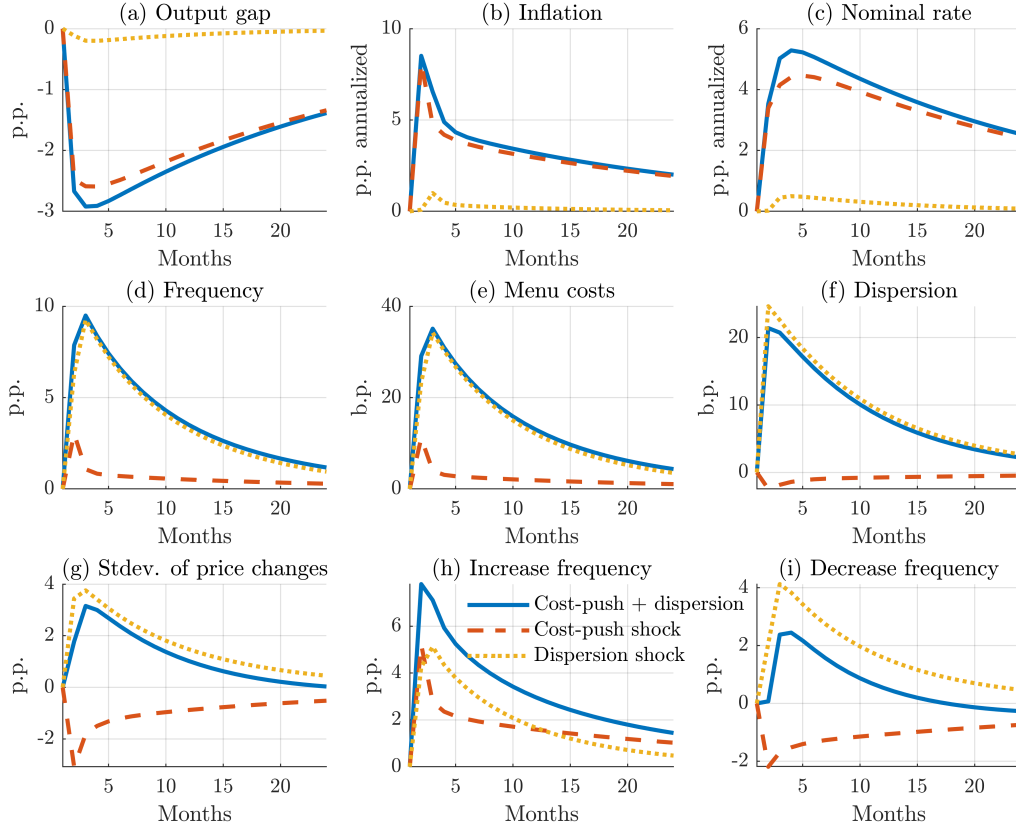 (a) Output gap
0
-1
-2
-3
p.p.
5
10
15
20
Months
(b) Inflation
10
5
0
p.p. annualized
5
10
15
20
Months
(c) Nominal rate
6
4
2
0
p.p. annualized
5
10
15
20
Months
(d) Frequency
10
5
0
p.p.
5
10
15
20
Months
(e) Menu costs
40
20
0
b.p.
5
10
15
20
Months
(f) Dispersion
20
10
0
b.p.
5
10
15
20
Months
(g) Stdev. of price changes
4
2
0
-2
p.p.
5
10
15
20
Months
(h) Increase frequency
6
4
2
0
p.p.
Cost-push + dispersion
Cost-push shock
Dispersion shock
5
10
15
20
Months
(i) Decrease frequency
4
2
0
-2
p.p.
5
10
15
20
Months